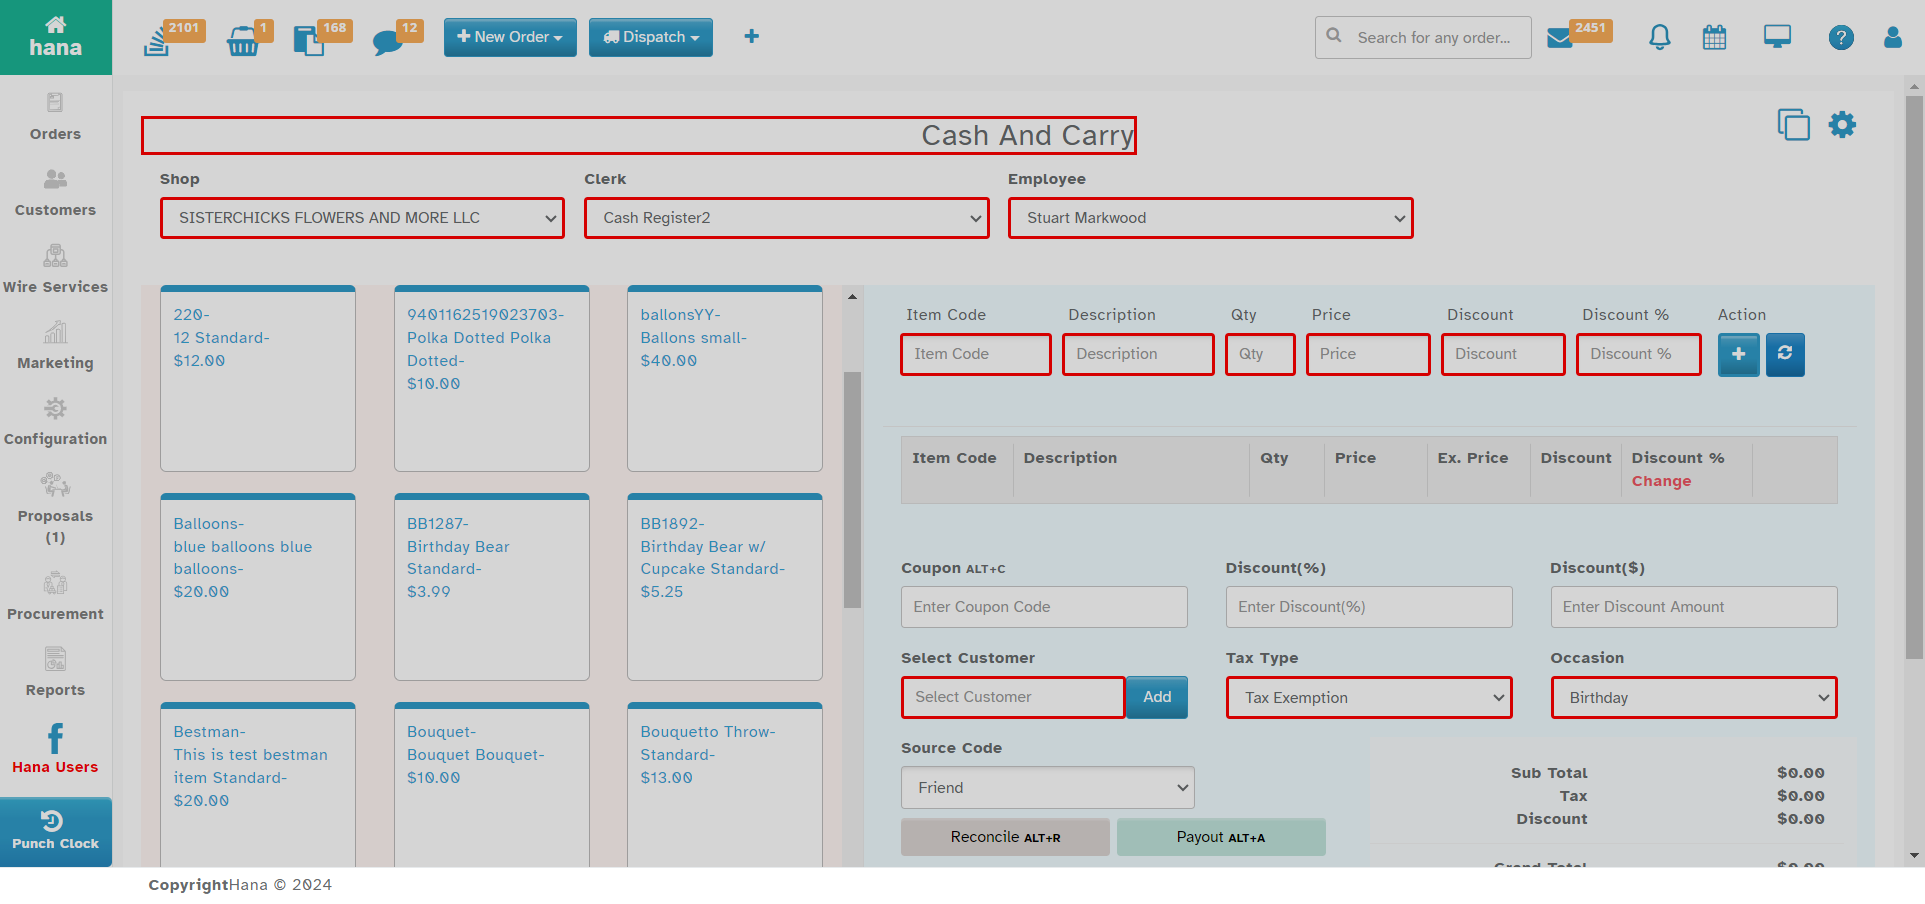 hana
2101
1
168
12
New Order
Dispatch
Search for any order...
2451
Orders
Customers
Wire Services
Marketing
Configuration
Proposals
(1)
Procurement
Reports
Hana Users
Punch Clock
Cash And Carry
Shop
Clerk
Employee
SISTERCHICKS FLOWERS AND MORE LLC
Cash Register2
Stuart Markwood
220-
12 Standard-
$12.00
9401162519023703-
Polka Dotted Polka
Dotted-
$10.00
ballonsYY-
Ballons small-
$40.00
Balloons-
blue balloons blue
balloons-
$20.00
BB1287-
Birthday Bear
Standard-
$3.99
BB1892-
Birthday Bear w/
Cupcake Standard-
$5.25
Bestman-
This is test bestman
item Standard-
$20.00
Bouquet-
Bouquet Bouquet-
$10.00
Bouquetto Throw-
Standard-
$13.00
Item Code
Description
Qty
Price
Discount
Discount %
Action
Item Code
Description
Qty
Price
Discount
Discount %
Item Code
Description
Qty
Price
Ex. Price
Discount
Discount %
Change
Coupon ALT+C
Discount(%)
Discount($)
Enter Coupon Code
Enter Discount(%)
Enter Discount Amount
Select Customer
Tax Type
Occasion
Select Customer
Add
Tax Exemption
Birthday
Source Code
Friend
Reconcile ALT+R
Payout ALT+A
Sub Total $0.00
Tax $0.00
Discount $0.00
Grand Total $0.00
CopyrightHana © 2024